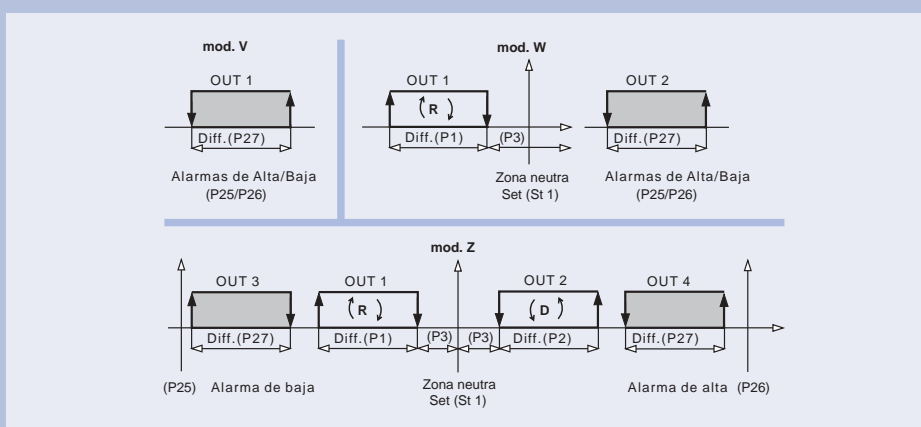 mod. V
OUT 1
Diff.(P27)
Alarmas de Alta/Baja
(P25/P26)
mod. W
OUT 1
R
Diff.(P1)
(P3)
Zona neutra
Set (St 1)
OUT 2
Diff.(P27)
Alarmas de Alta/Baja
(P25/P26)
mod. Z
OUT 3
OUT 1
OUT 2
OUT 4
R
D
Diff.(P27)
Diff.(P1)
(P3)
(P3)
Diff.(P2)
Diff.(P27)
(P25)
Alarma de baja
Zona neutra
Set (St 1)
Alarma de alta
(P26)